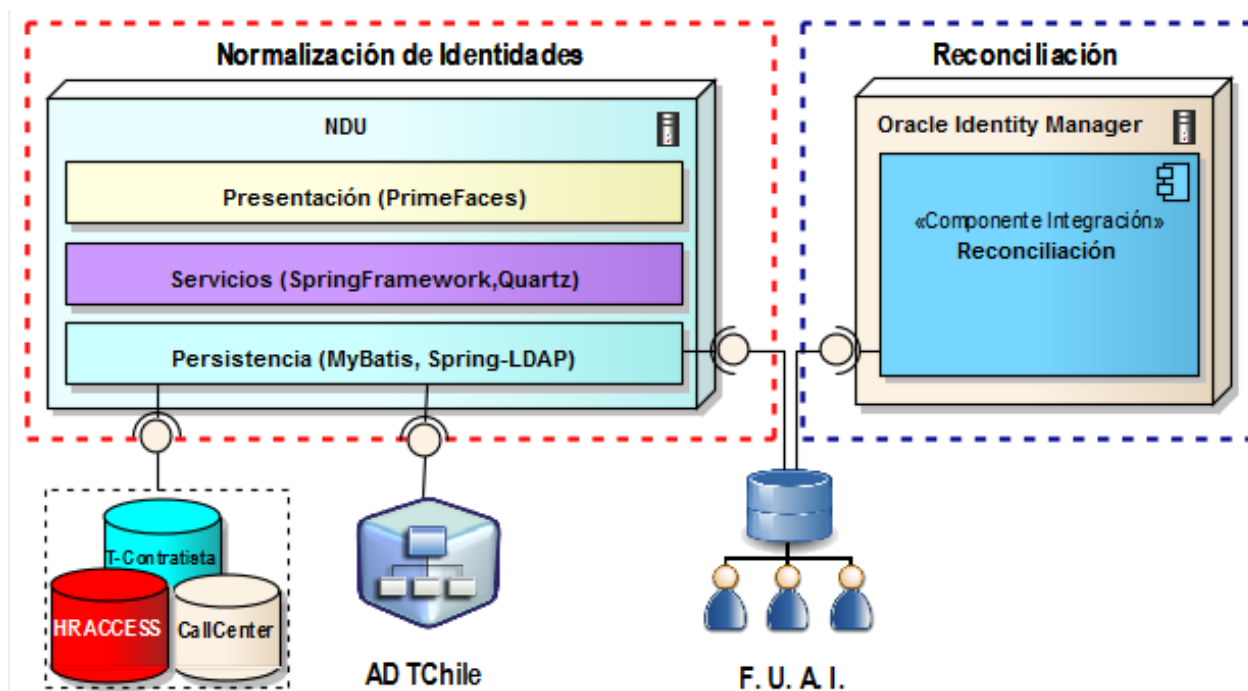 Normalización de Identidades
NDU
Presentación (PrimeFaces)
Servicios (SpringFramework,Quartz)
Persistencia (MyBatis, Spring-LDAP)
T-Contratista
HRACCESS
CallCenter
AD TChile
F. U. A. I.
Reconciliación
Oracle Identity Manager
«Componente Integración»
Reconciliación